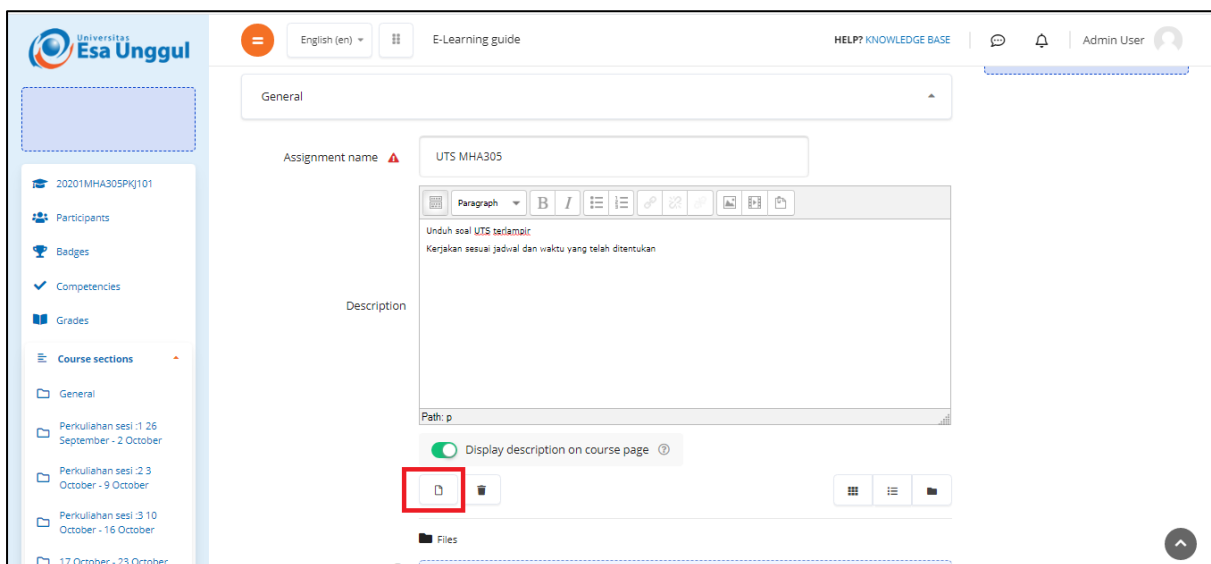 Universitas
Esa Unggul
English (en)
E-Learning guide
HELP? KNOWLEDGE BASE
Admin User
General
Assignment name
UTS MHA305
20201MHA305PKJ101
Participants
Badges
Competencies
Grades
Course sections
General
Perkuliahan sesi :1 26
September - 2 October
Perkuliahan sesi :2 3
October - 9 October
Perkuliahan sesi :3 10
October - 16 October
17 October - 23 October
Paragraph
B I
Unduh soal UTS terlampir
Kerjakan sesuai jadwal dan waktu yang telah ditentukan
Description
Path: p
Display description on course page
Files